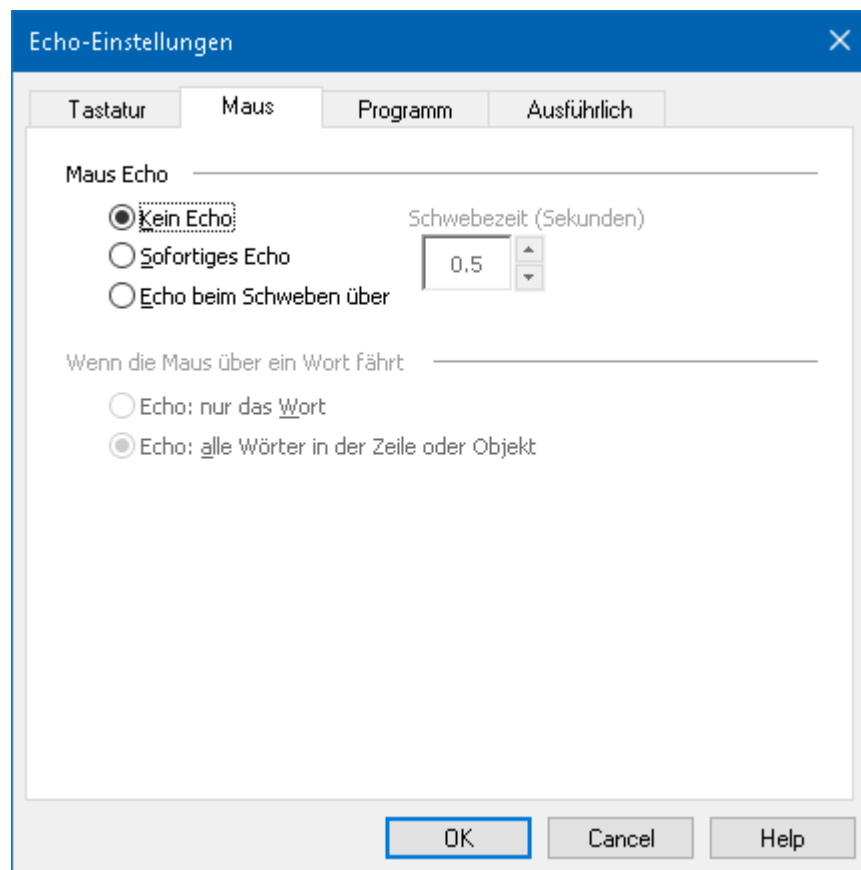 Echo-Einstellungen
Tastatur Maus Programm Ausführlich
Maus Echo
Kein Echo Schwebezeit (Sekunden)
Sofortiges Echo 0.5
Echo beim Schweben über
Wenn die Maus über ein Wort fährt
Echo: nur das Wort
Echo: alle Wörter in der Zeile oder Objekt
OK Cancel Help